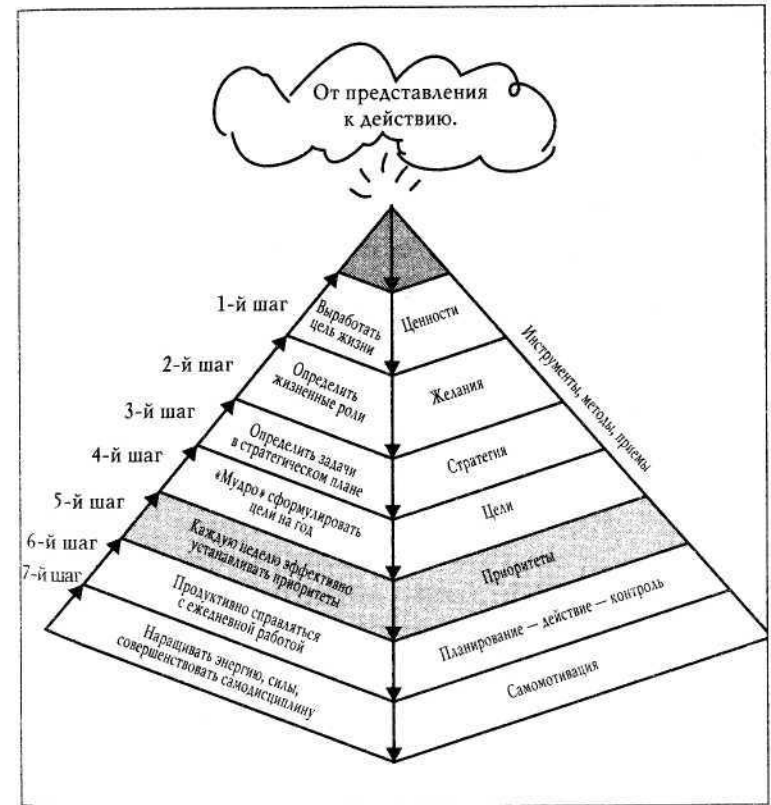 От представления
к действию.
1-й шаг
Выработать
цель жизни
Ценности
2-й шаг
Определить
жизненные роли
Желания
3-й шаг
Определить задачи
в стратегическом плане
Стратегия
4-й шаг
«Мудро» сформулировать
цели на год
Цели
5-й шаг
Каждую неделю эффективно
устанавливать приоритеты
Приоритеты
6-й шаг
Продуктивно справляться
с ежедневной работой
Планирование — действие — контроль
7-й шаг
Наращивать энергию, силы,
совершенствовать самодисциплину
Самомотивация
Инструменты, методы, приемы